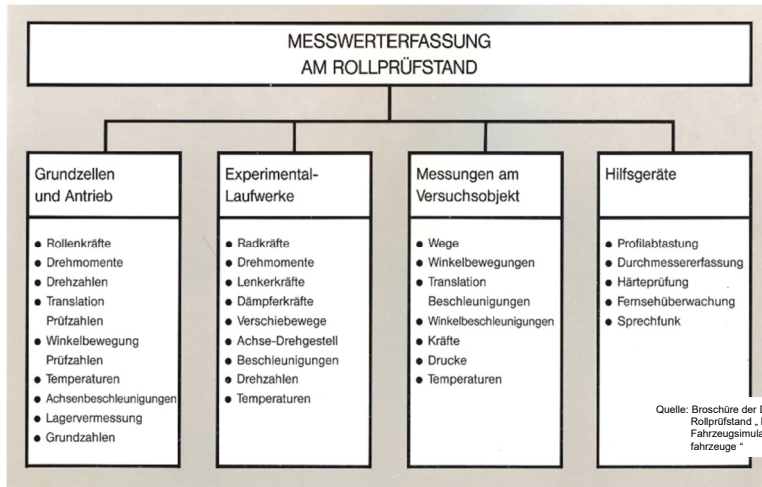 MESSWERTERFASSUNG
AM ROLLPRÜFSTAND
Grundzellen
und Antrieb
● Rollenkräfte
● Drehmomente
● Drehzahlen
● Translation
Prüfzahlen
● Winkelbewegung
Prüfzahlen
● Temperaturen
● Achsenbeschleunigungen
● Lagervermessung
● Grundzahlen
Experimental-
Laufwerke
● Radkräfte
● Drehmomente
● Lenkerkräfte
● Dämpferkräfte
● Verschiebewege
● Achse-Drehgestell
● Beschleunigungen
● Drehzahlen
● Temperaturen
Messungen am
Versuchsobjekt
● Wege
● Winkelbewegungen
● Translation
Beschleunigungen
● Winkelbeschleunigungen
● Kräfte
● Drucke
● Temperaturen
Hilfsgeräte
● Profilabtastung
● Durchmessererfassung
● Härteprüfung
● Fernsehüberwachung
● Sprechfunk
Quelle: Broschüre der
Rollprüfstand „
Fahrzeugsimula
fahrzeuge “